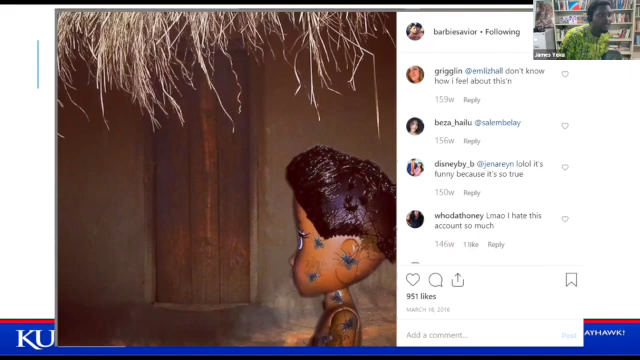 barbiesavior • Following
James Yeku
grigglin @emlizhall don't know
how i feel about this'n
159w Reply
beza_hailu @salembelay
156w Reply
disneyby_b @jenareyn lolol it's
funny because it's so true
150w Reply
whodathoney Lmao I hate this
account so much
146w 1 like Reply
951 likes
MARCH 16, 2016
Add a comment... Post
KU
AYHAWK!